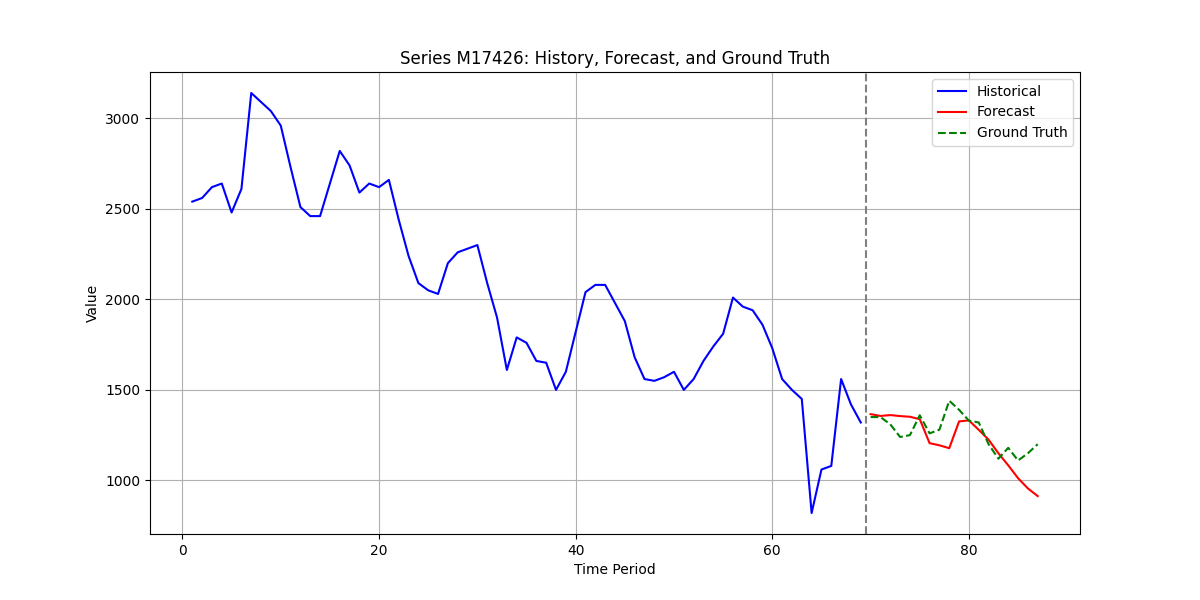 Series M17426: History, Forecast, and Ground Truth
Historical
Forecast
Ground Truth
Value
3000
2500
2000
1500
1000
0 20 40 60 80
Time Period